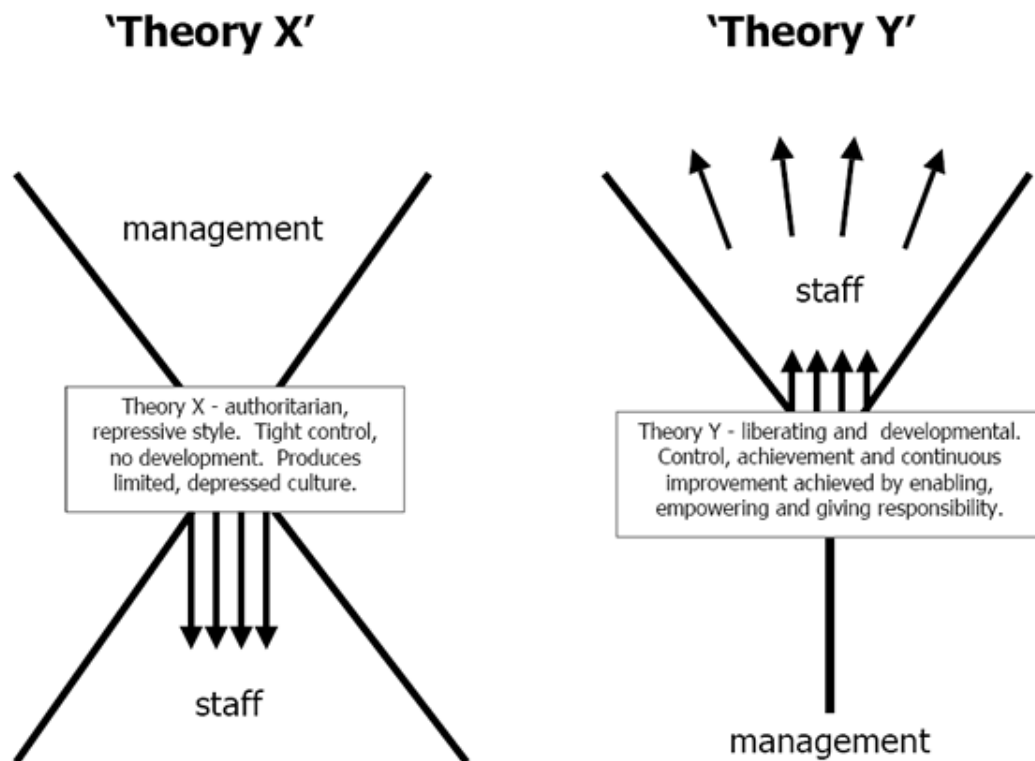 ‘Theory X’
management
Theory X - authoritarian,
repressive style. Tight control,
no development. Produces
limited, depressed culture.
staff
‘Theory Y’
staff
Theory Y - liberating and developmental.
Control, achievement and continuous
improvement achieved by enabling,
empowering and giving responsibility.
management